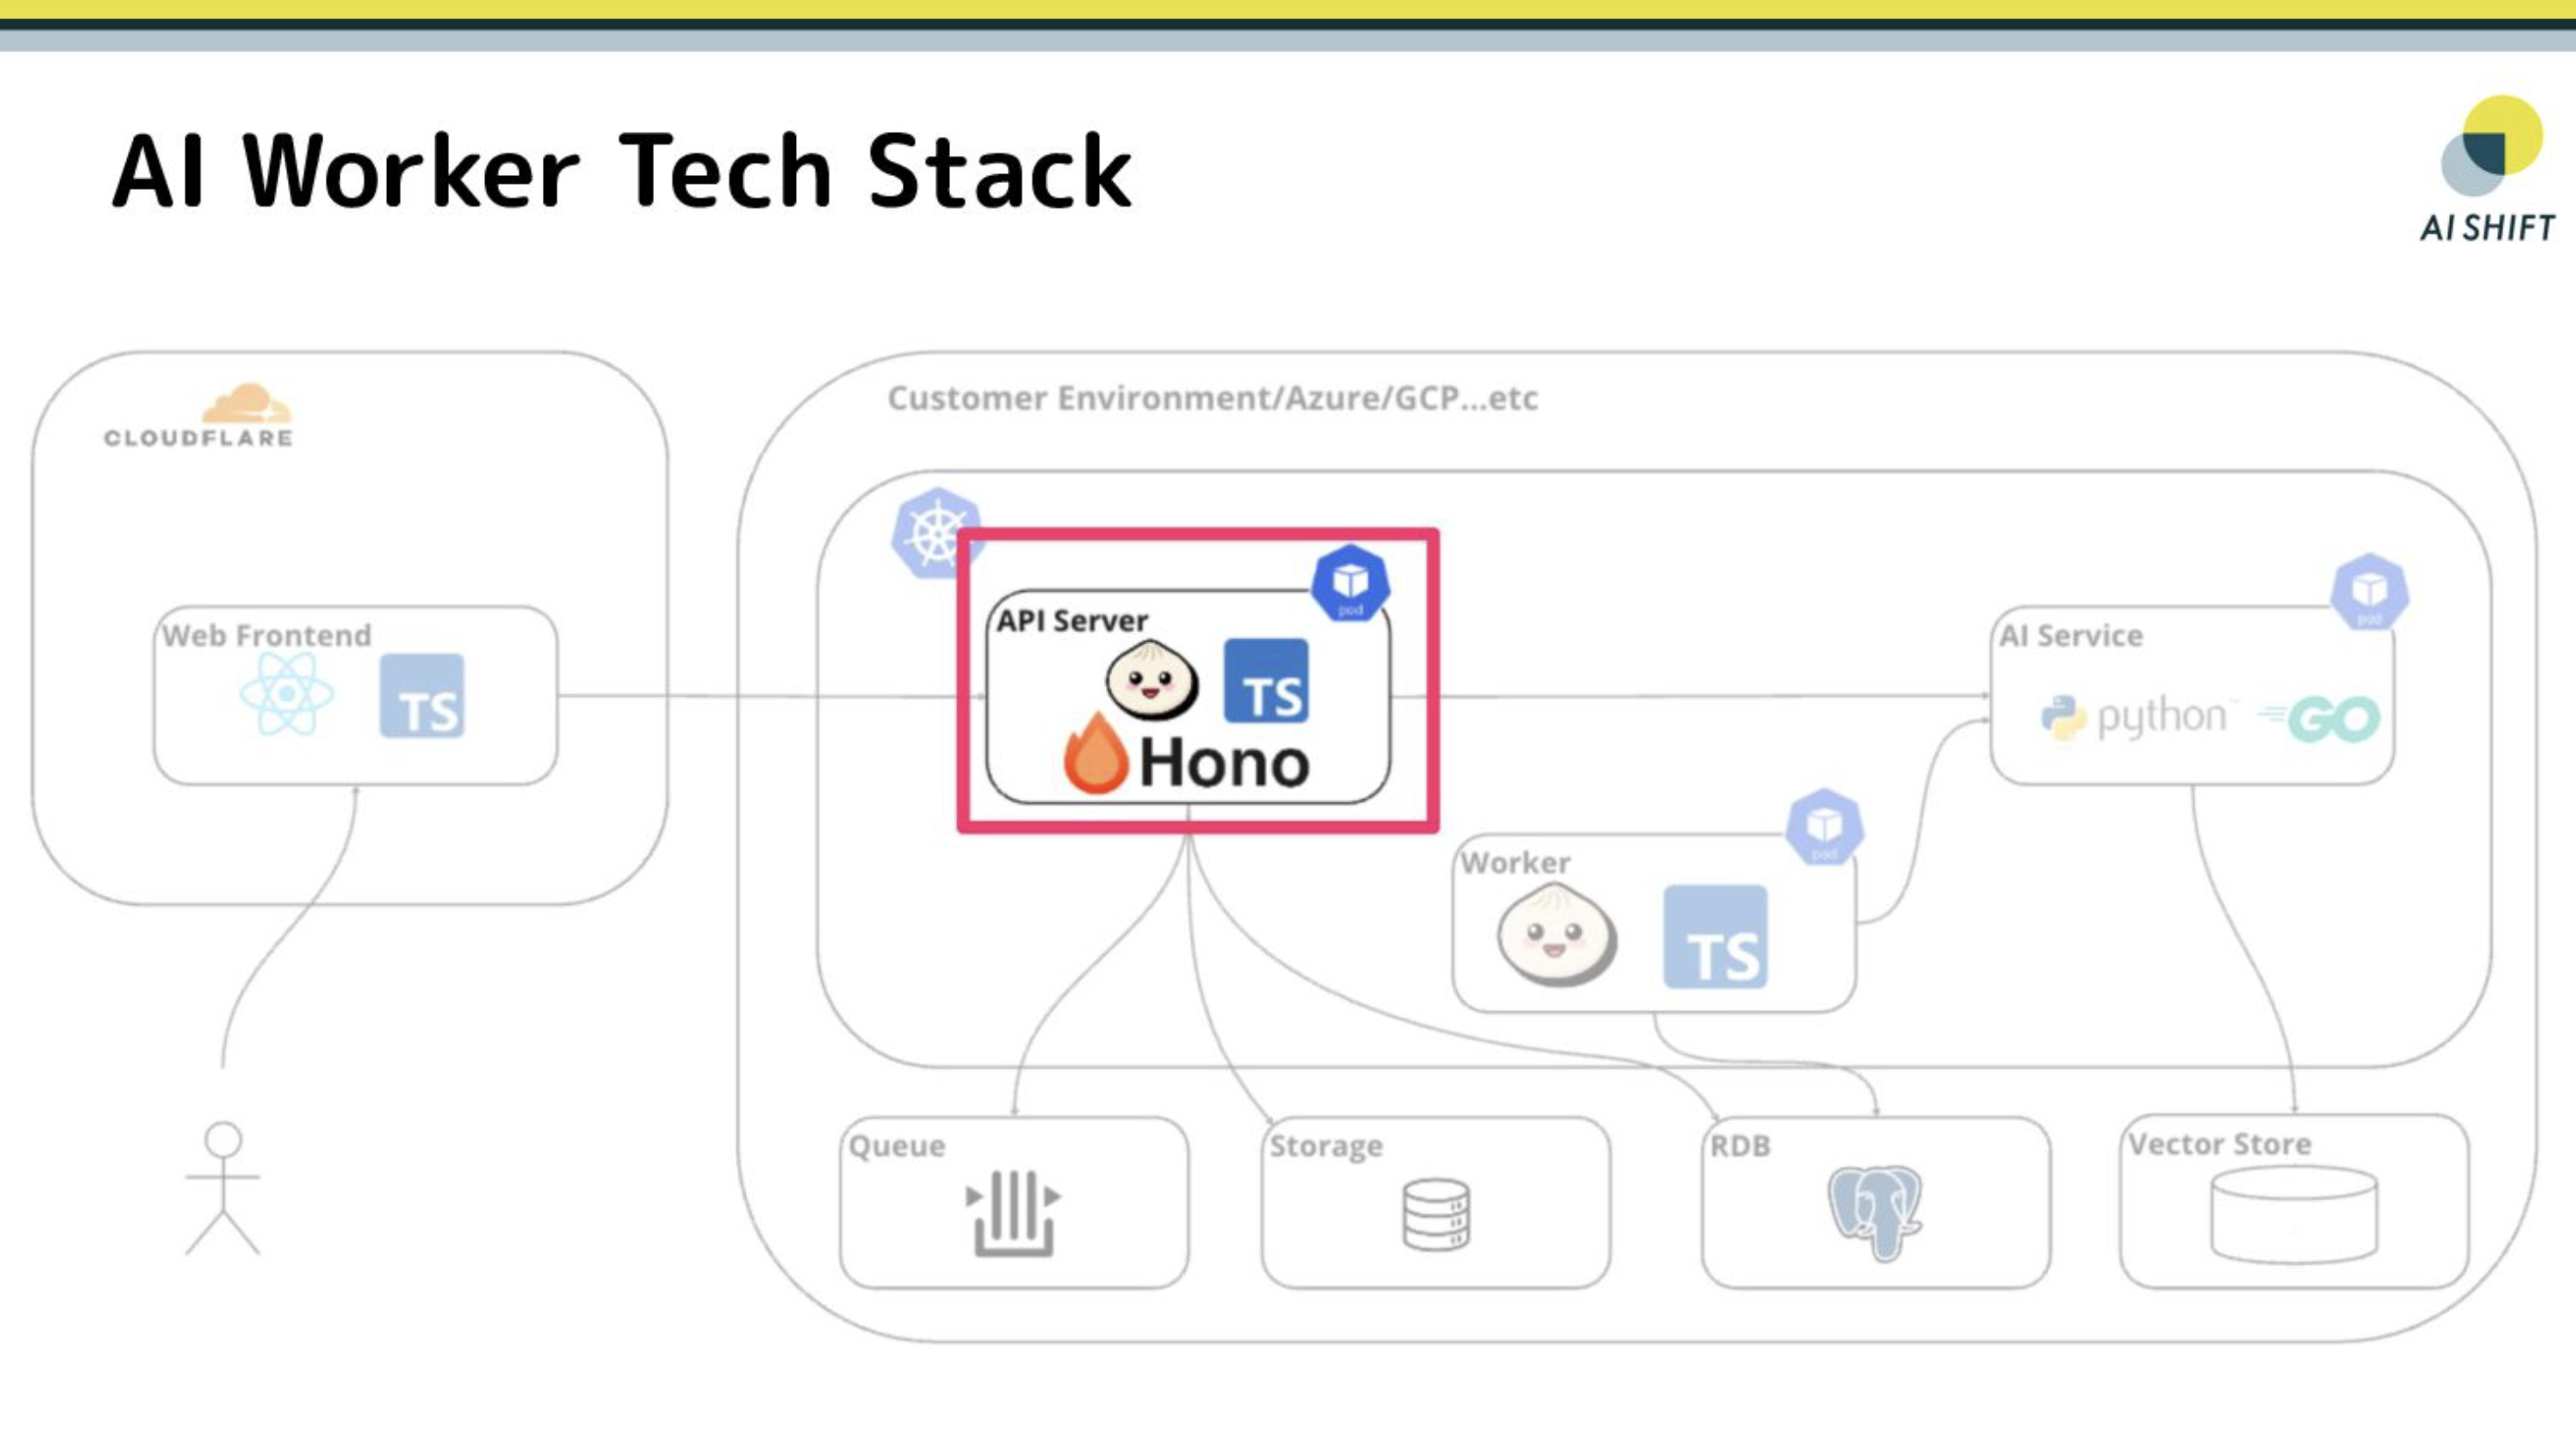 AI Worker Tech Stack
AI SHIFT
CLOUDFLARE
Customer Environment/Azure/GCP...etc
Web Frontend
TS
API Server
pod
TS
Hono
AI Service
pod
python
GO
Worker
pod
TS
Queue
Storage
RDB
Vector Store